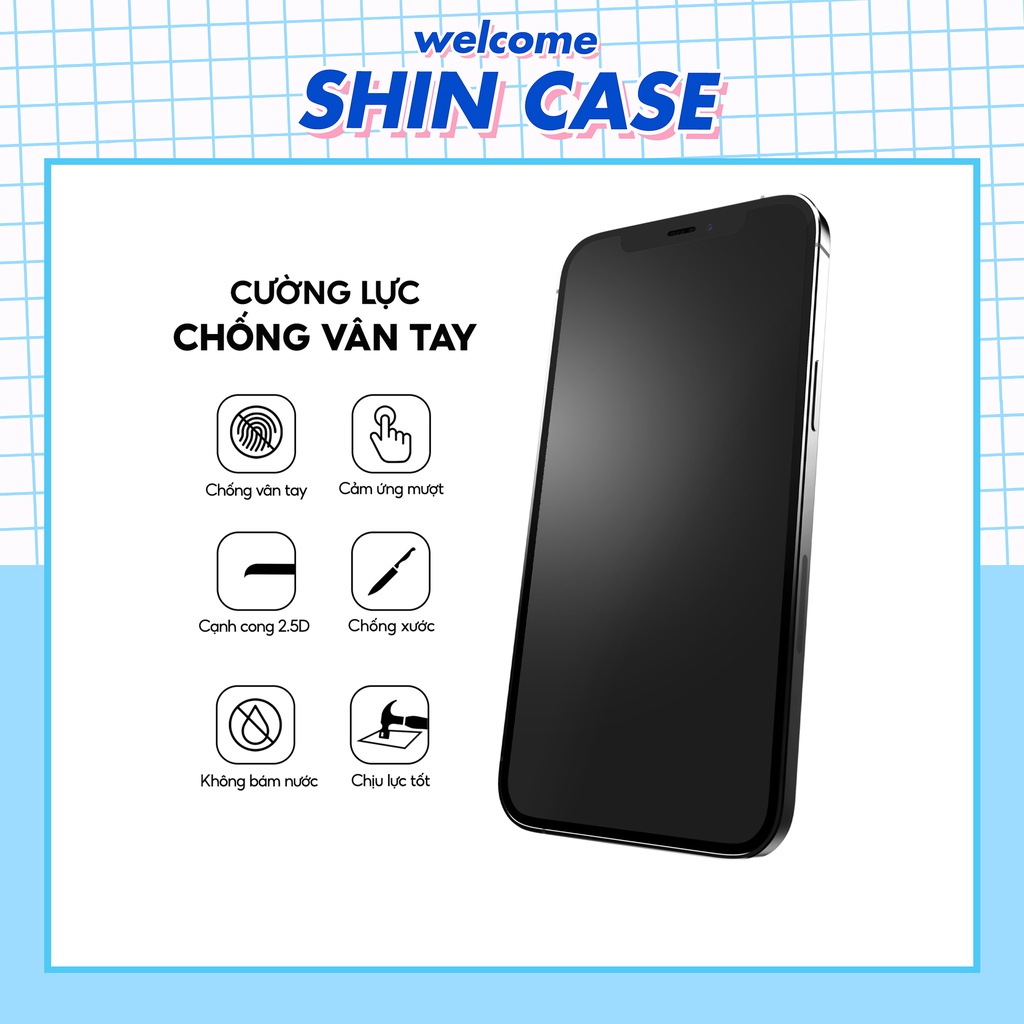 welcome
SHIN CASE
CƯỜNG LỰC
CHỐNG VÂN TAY
Chống vân tay
Cảm ứng mượt
Cạnh cong 2.5D
Chống xước
Không bám nước
Chịu lực tốt